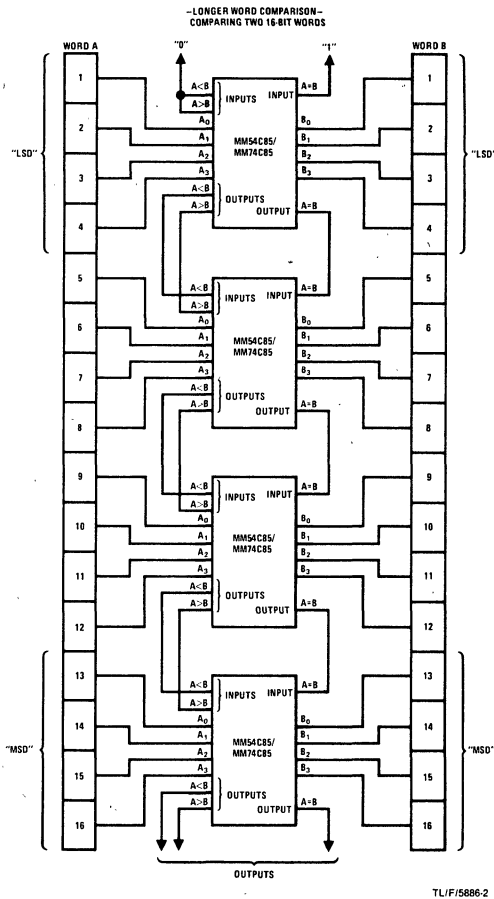 –LONGER WORD COMPARISON–
COMPARING TWO 16-BIT WORDS
WORD A "0" "1" WORD B
"LSD" "LSD"
1 A<B INPUTS INPUT A=B 1
A>B
A0 MM54C85/ B0
2 A1 MM74C85 B1 2
A2 B2
3 A3 B3 3
A<B OUTPUTS
4 A>B OUTPUT A=B 4
5 A<B INPUTS INPUT A=B 5
A>B
A0 MM54C85/ B0
6 A1 MM74C85 B1 6
A2 B2
7 A3 B3 7
A<B OUTPUTS
8 A>B OUTPUT A=B 8
9 A<B INPUTS INPUT A=B 9
A>B
A0 MM54C85/ B0
10 A1 MM74C85 B1 10
A2 B2
11 A3 B3 11
A<B OUTPUTS
12 A>B OUTPUT A=B 12
13 A<B INPUTS INPUT A=B 13
A>B
A0 MM54C85/ B0
14 A1 MM74C85 B1 14
"MSD" "MSD"
A2 B2
15 A3 B3 15
A<B OUTPUTS
16 A>B OUTPUT A=B 16
OUTPUTS
TL/F/5886-2